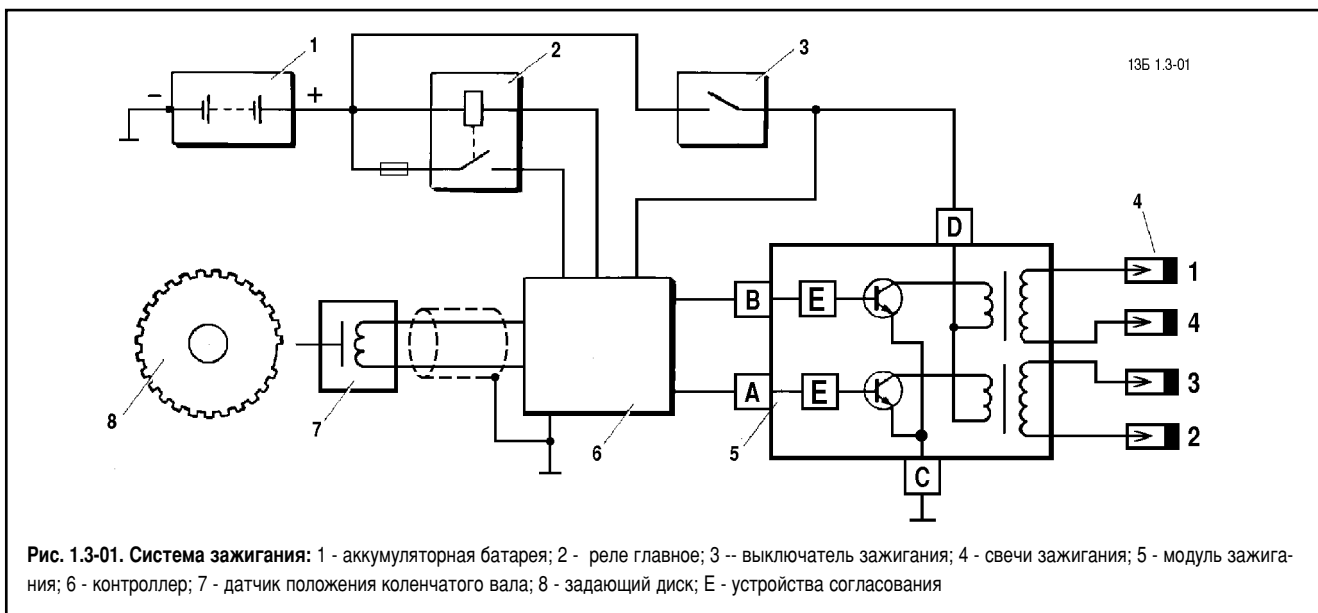 1
2
3
13Б 1.3-01
−
+
4
D
1
B
E
4
3
A
E
2
8
7
6
5
C
Рис. 1.3-01. Система зажигания: 1 - аккумуляторная батарея; 2 - реле главное; 3 -- выключатель зажигания; 4 - свечи зажигания; 5 - модуль зажига-
ния; 6 - контроллер; 7 - датчик положения коленчатого вала; 8 - задающий диск; Е - устройства согласования